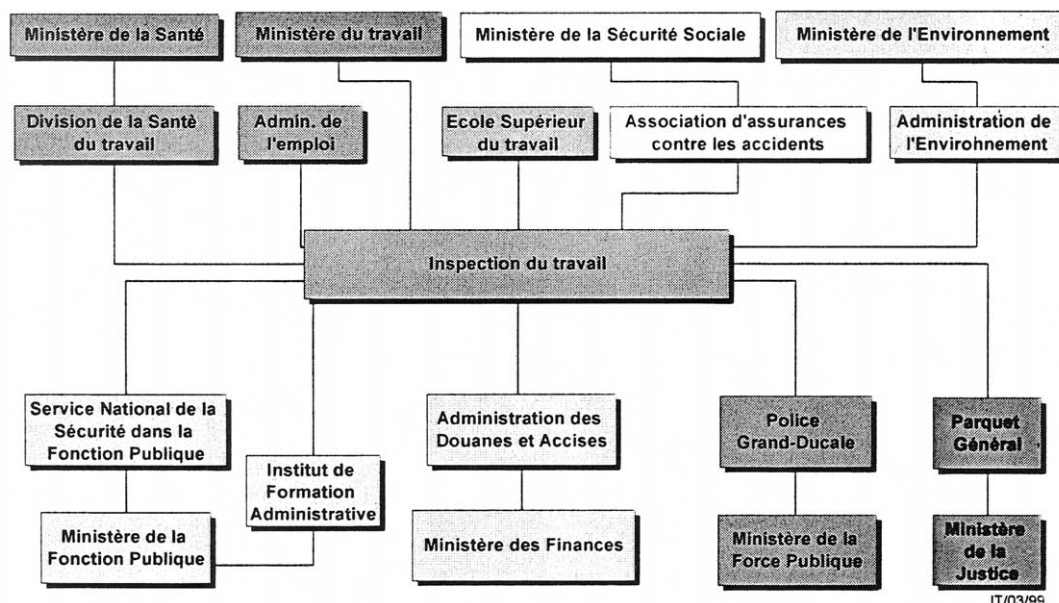 Ministère de la Santé
Ministère du travail
Ministère de la Sécurité Sociale
Ministère de l'Environnement
Division de la Santè
du travail
Admin. de
l'emploi
Ecole Supérieur
du travail
Association d'assurances
contre les accidents
Administration de
l'Envirohnement
Inspection du travail
Service National de la
Sécurité dans la
Fonction Publique
Institut de
Formation
Administrative
Administration des
Douanes et Accises
Police
Grand-Ducale
Parquet
Général
Ministère de la
Fonction Publique
Ministère des Finances
Ministère de la
Force Publique
Ministère
de la
Justice
IT/03/99